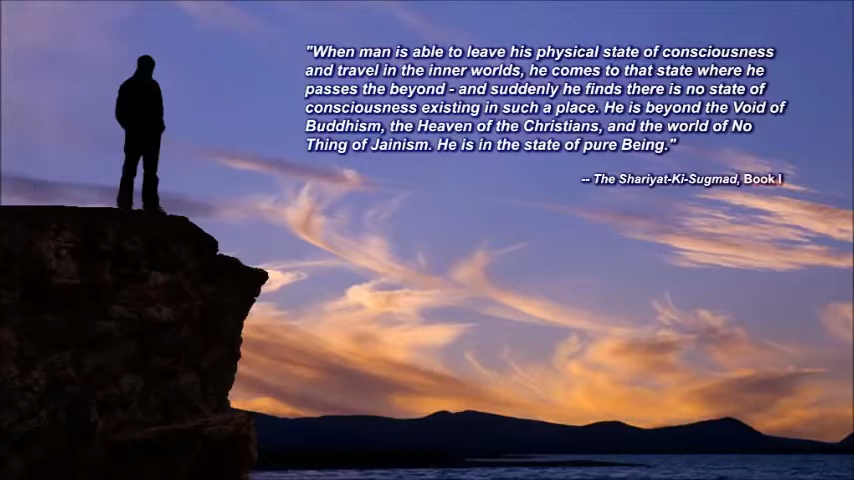 "When man is able to leave his physical state of consciousness
and travel in the inner worlds, he comes to that state where he
passes the beyond - and suddenly he finds there is no state of
consciousness existing in such a place. He is beyond the Void of
Buddhism, the Heaven of the Christians, and the world of No
Thing of Jainism. He is in the state of pure Being."
-- The Shariyat-Ki-Sugmad, Book I